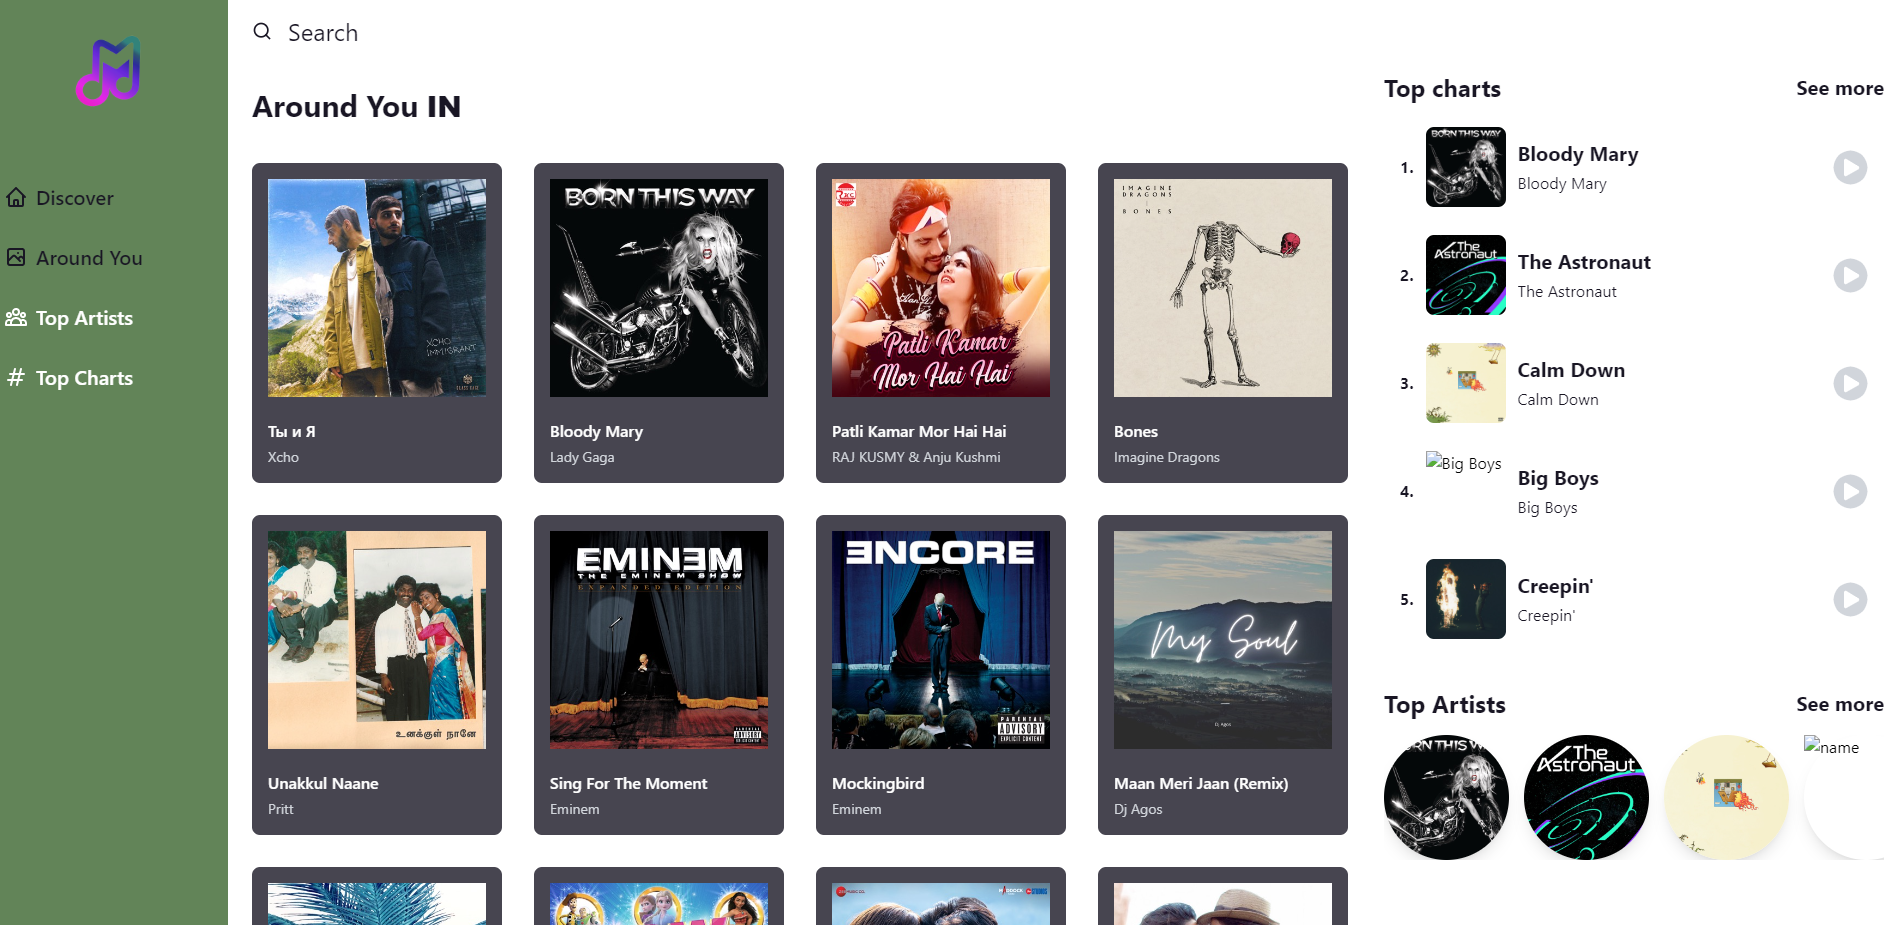 Search
Around You IN
Discover
Around You
Top Artists
Top Charts
XCHO
IMMIGRANT
Ты и Я
Xcho
BORN THIS WAY
Bloody Mary
Lady Gaga
Patli Kamar
Mor Hai Hai
Patli Kamar Mor Hai Hai
RAJ KUSMY & Anju Kushmi
IMAGINE
DRAGONS
BONES
Bones
Imagine Dragons
உனக்குள் நானே
Unakkul Naane
Pritt
EMINEM
THE EMINEM SHOW
EXPANDED EDITION
PARENTAL
ADVISORY
EXPLICIT CONTENT
Sing For The Moment
Eminem
ENCORE
PARENTAL
ADVISORY
EXPLICIT CONTENT
Mockingbird
Eminem
My Soul
Dj Agos
Maan Meri Jaan (Remix)
Dj Agos
Top charts
See more
1.
BORN THIS WAY
Bloody Mary
Bloody Mary
2.
The
Astronaut
The Astronaut
The Astronaut
3.
Calm Down
Calm Down
4.
Big Boys
Big Boys
Big Boys
5.
Creepin'
Creepin'
Top Artists
See more
BORN THIS WAY
The
Astronaut
name